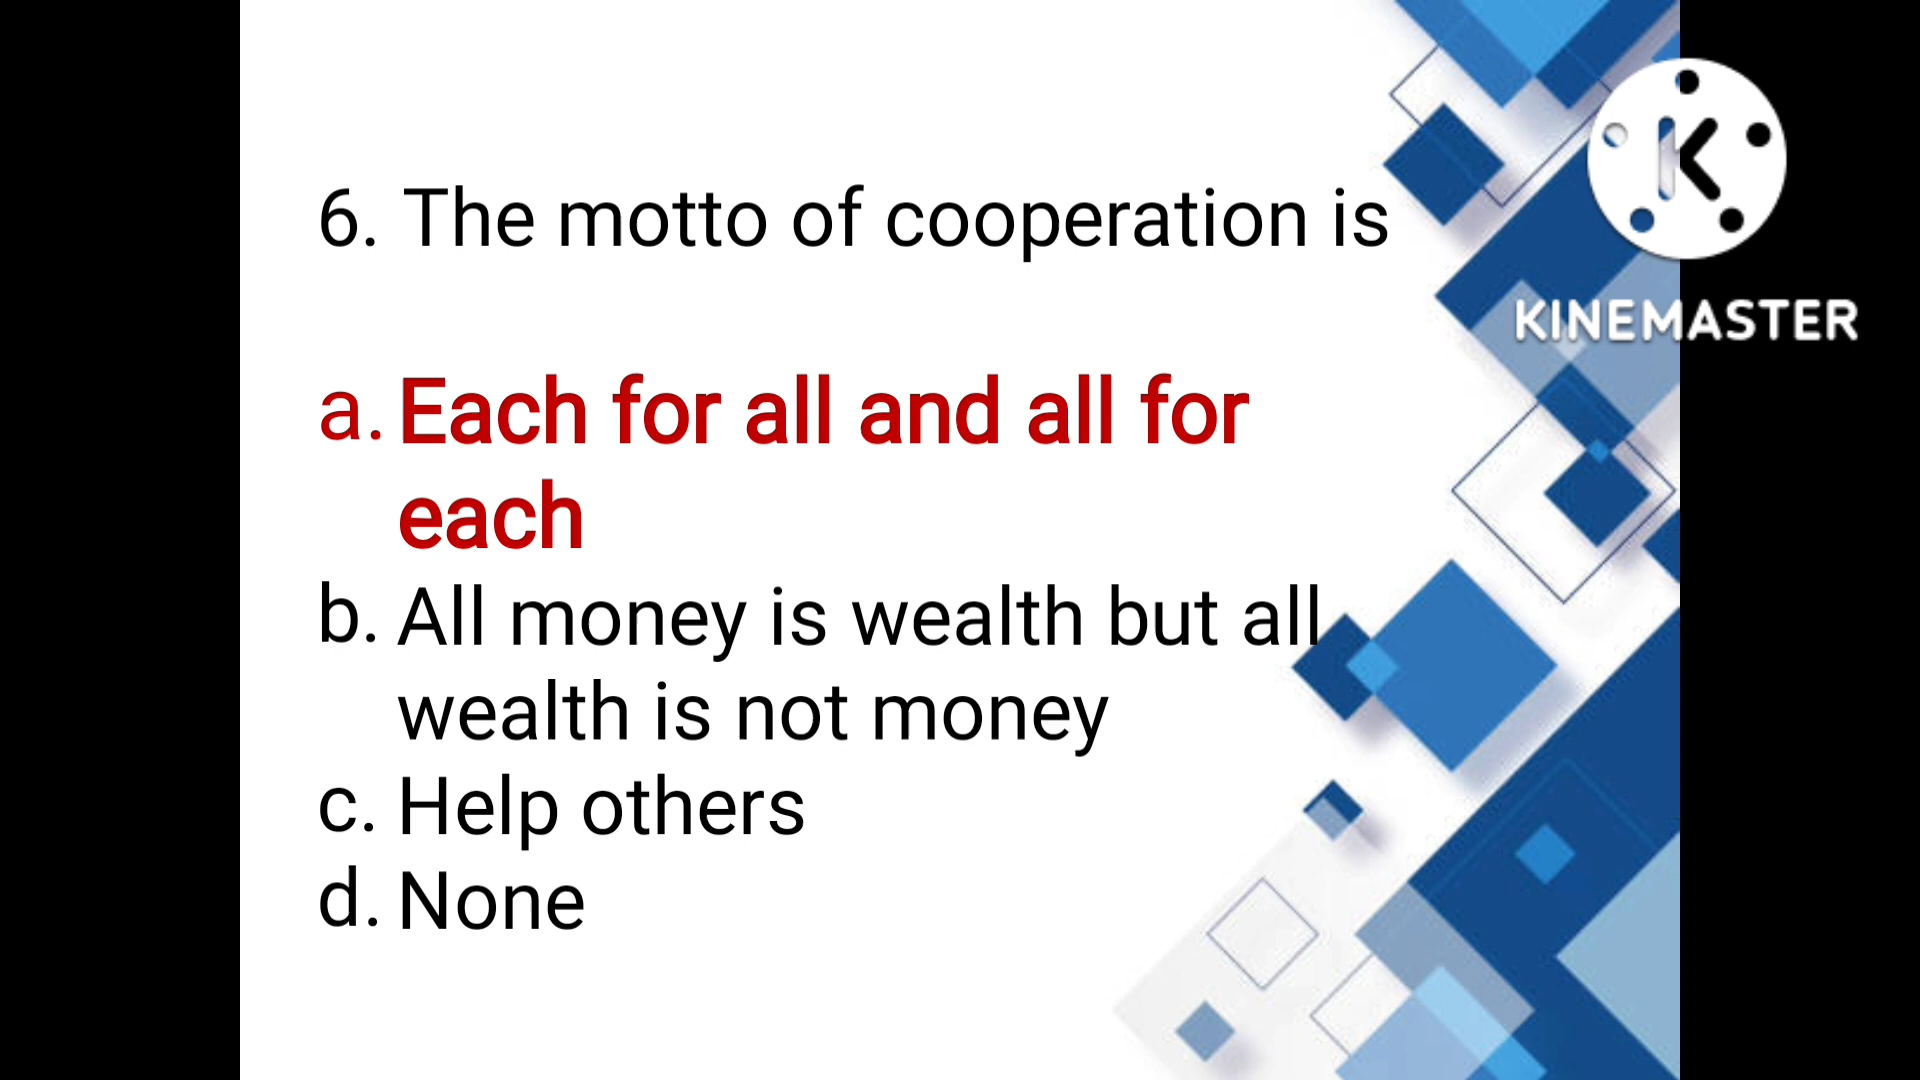 6. The motto of cooperation is
a. Each for all and all for
each
b. All money is wealth but all
wealth is not money
c. Help others
d. None
K
KINEMASTER